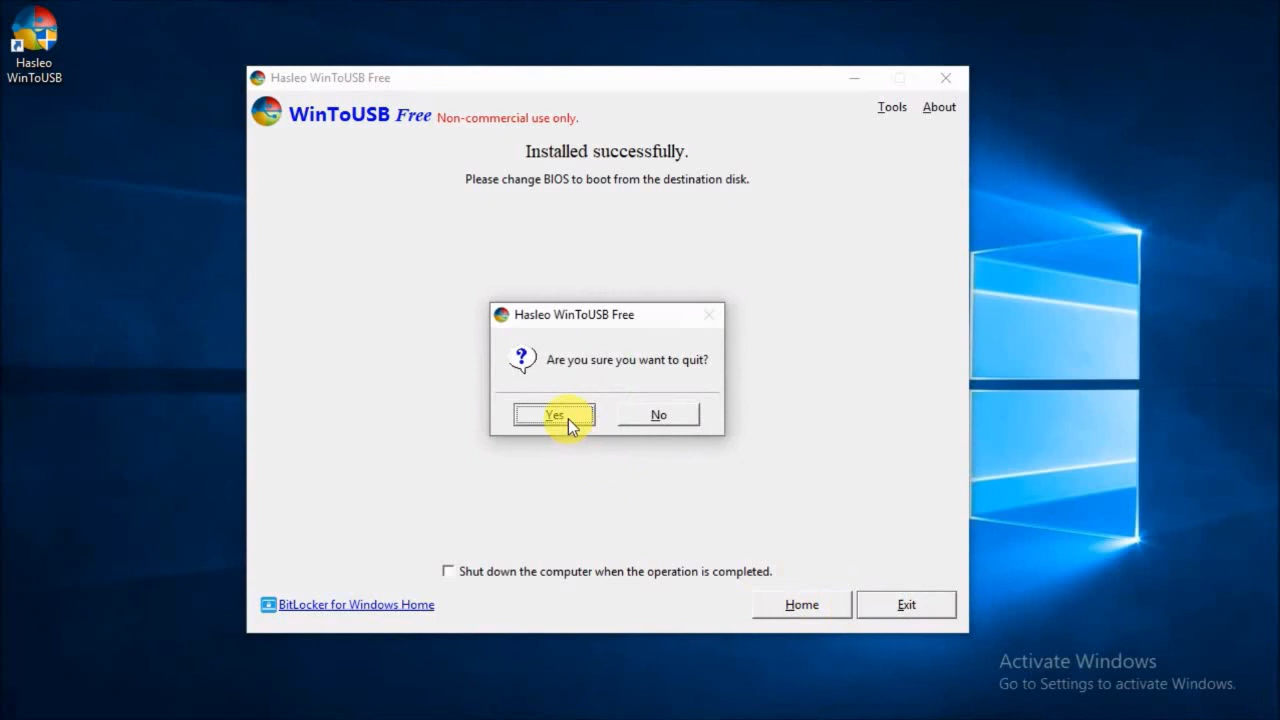 Hasleo
WinToUSB
Hasleo WinToUSB Free
WinToUSB Free Non-commercial use only.
Tools About
Installed successfully.
Please change BIOS to boot from the destination disk.
Hasleo WinToUSB Free
Are you sure you want to quit?
Yes No
Shut down the computer when the operation is completed.
BitLocker for Windows Home
Home Exit
Activate Windows
Go to Settings to activate Windows.